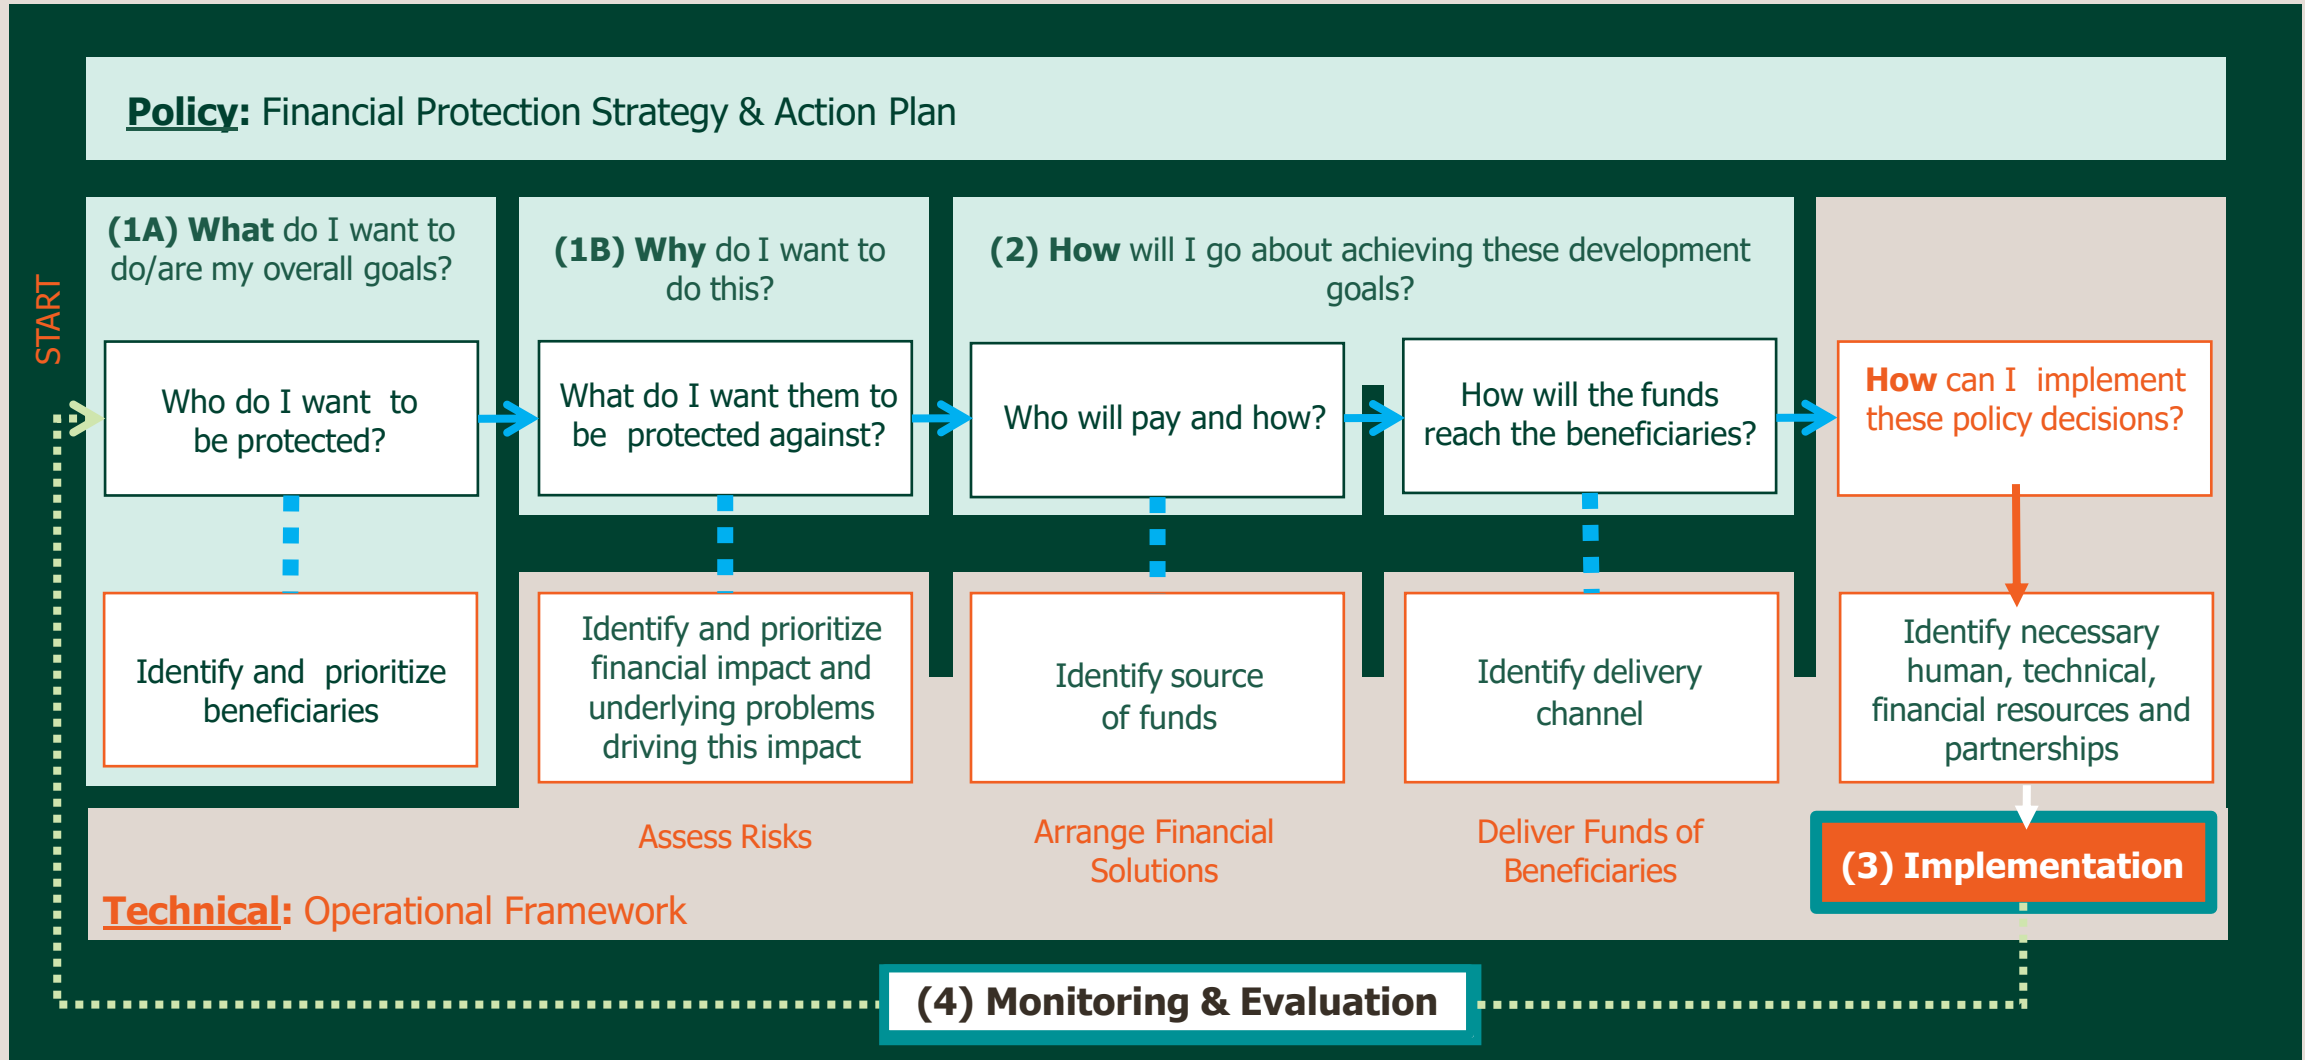 Policy: Financial Protection Strategy & Action Plan
START
(1A) What do I want to
do/are my overall goals?
(1B) Why do I want to
do this?
(2) How will I go about achieving these development
goals?
Who do I want to
be protected?
What do I want them to
be protected against?
Who will pay and how?
How will the funds
reach the beneficiaries?
How can I implement
these policy decisions?
Identify and prioritize
beneficiaries
Identify and prioritize
financial impact and
underlying problems
driving this impact
Identify source
of funds
Identify delivery
channel
Identify necessary
human, technical,
financial resources and
partnerships
Assess Risks
Arrange Financial
Solutions
Deliver Funds of
Beneficiaries
(3) Implementation
Technical: Operational Framework
(4) Monitoring & Evaluation